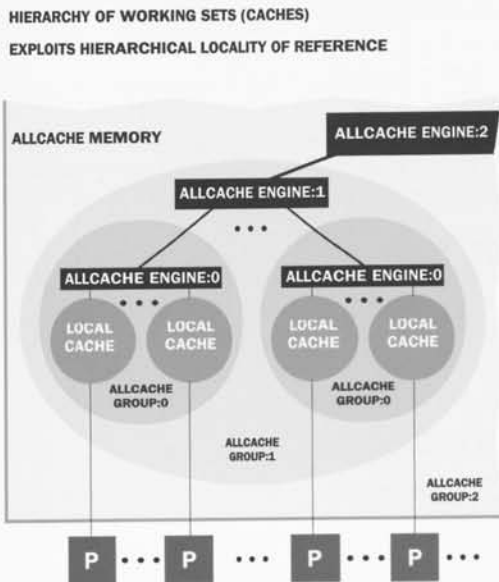 HIERARCHY OF WORKING SETS (CACHES)
EXPLOITS HIERARCHICAL LOCALITY OF REFERENCE
ALLCACHE MEMORY
ALLCACHE ENGINE:2
ALLCACHE ENGINE:1
• • •
ALLCACHE ENGINE:0
ALLCACHE ENGINE:0
• • •
• • •
LOCAL CACHE
LOCAL CACHE
LOCAL CACHE
LOCAL CACHE
ALLCACHE GROUP:0
ALLCACHE GROUP:0
ALLCACHE GROUP:1
ALLCACHE GROUP:2
P • • • P • • • P • • • P • • •